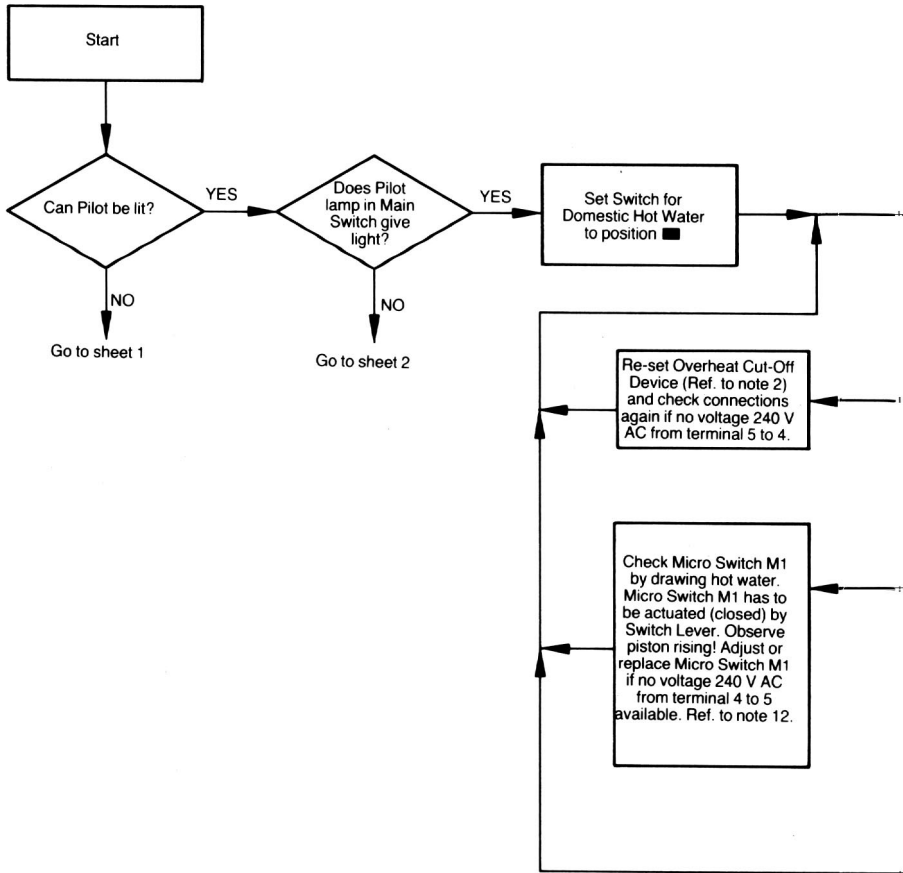 Start
Can Pilot be lit?
YES
NO
Go to sheet 1
Does Pilot
lamp in Main
Switch give
light?
YES
NO
Go to sheet 2
Set Switch for
Domestic Hot Water
to position
Re-set Overheat Cut-Off
Device (Ref. to note 2)
and check connections
again if no voltage 240 V
AC from terminal 5 to 4.
Check Micro Switch M1
by drawing hot water.
Micro Switch M1 has to
be actuated (closed) by
Switch Lever. Observe
piston rising! Adjust or
replace Micro Switch M1
if no voltage 240 V AC
from terminal 4 to 5
available. Ref. to note 12.